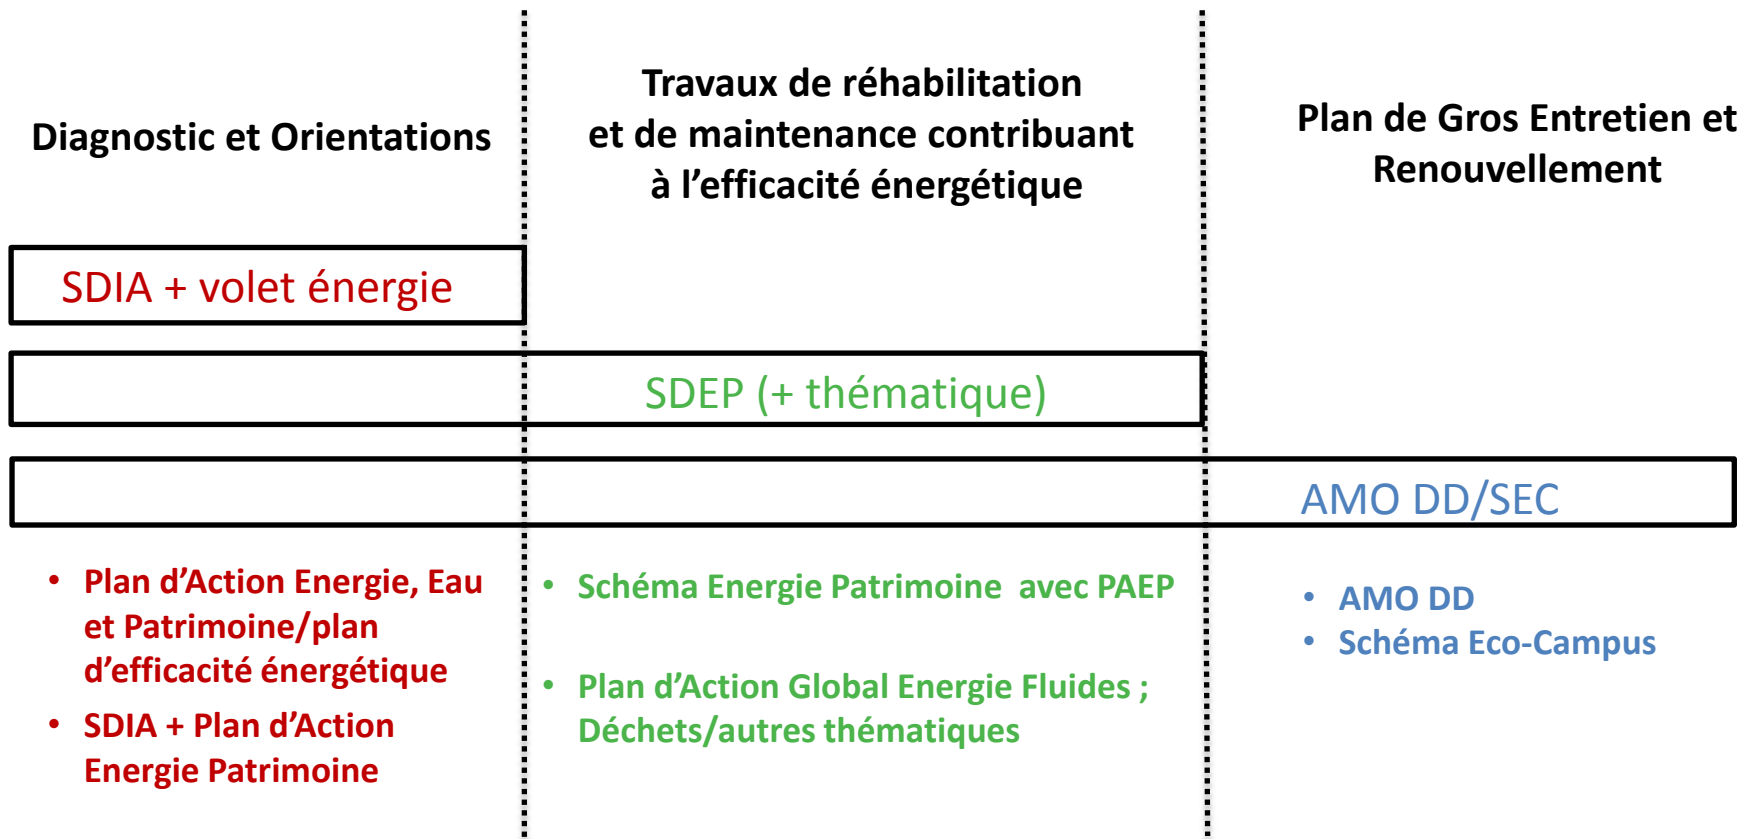 Diagnostic et Orientations
Travaux de réhabilitation
et de maintenance contribuant
à l’efficacité énergétique
Plan de Gros Entretien et
Renouvellement
SDIA + volet énergie
SDEP (+ thématique)
AMO DD/SEC
• Plan d’Action Energie, Eau
et Patrimoine/plan
d’efficacité énergétique
• SDIA + Plan d’Action
Energie Patrimoine
• Schéma Energie Patrimoine avec PAEP
• Plan d’Action Global Energie Fluides ;
Déchets/autres thématiques
• AMO DD
• Schéma Eco-Campus